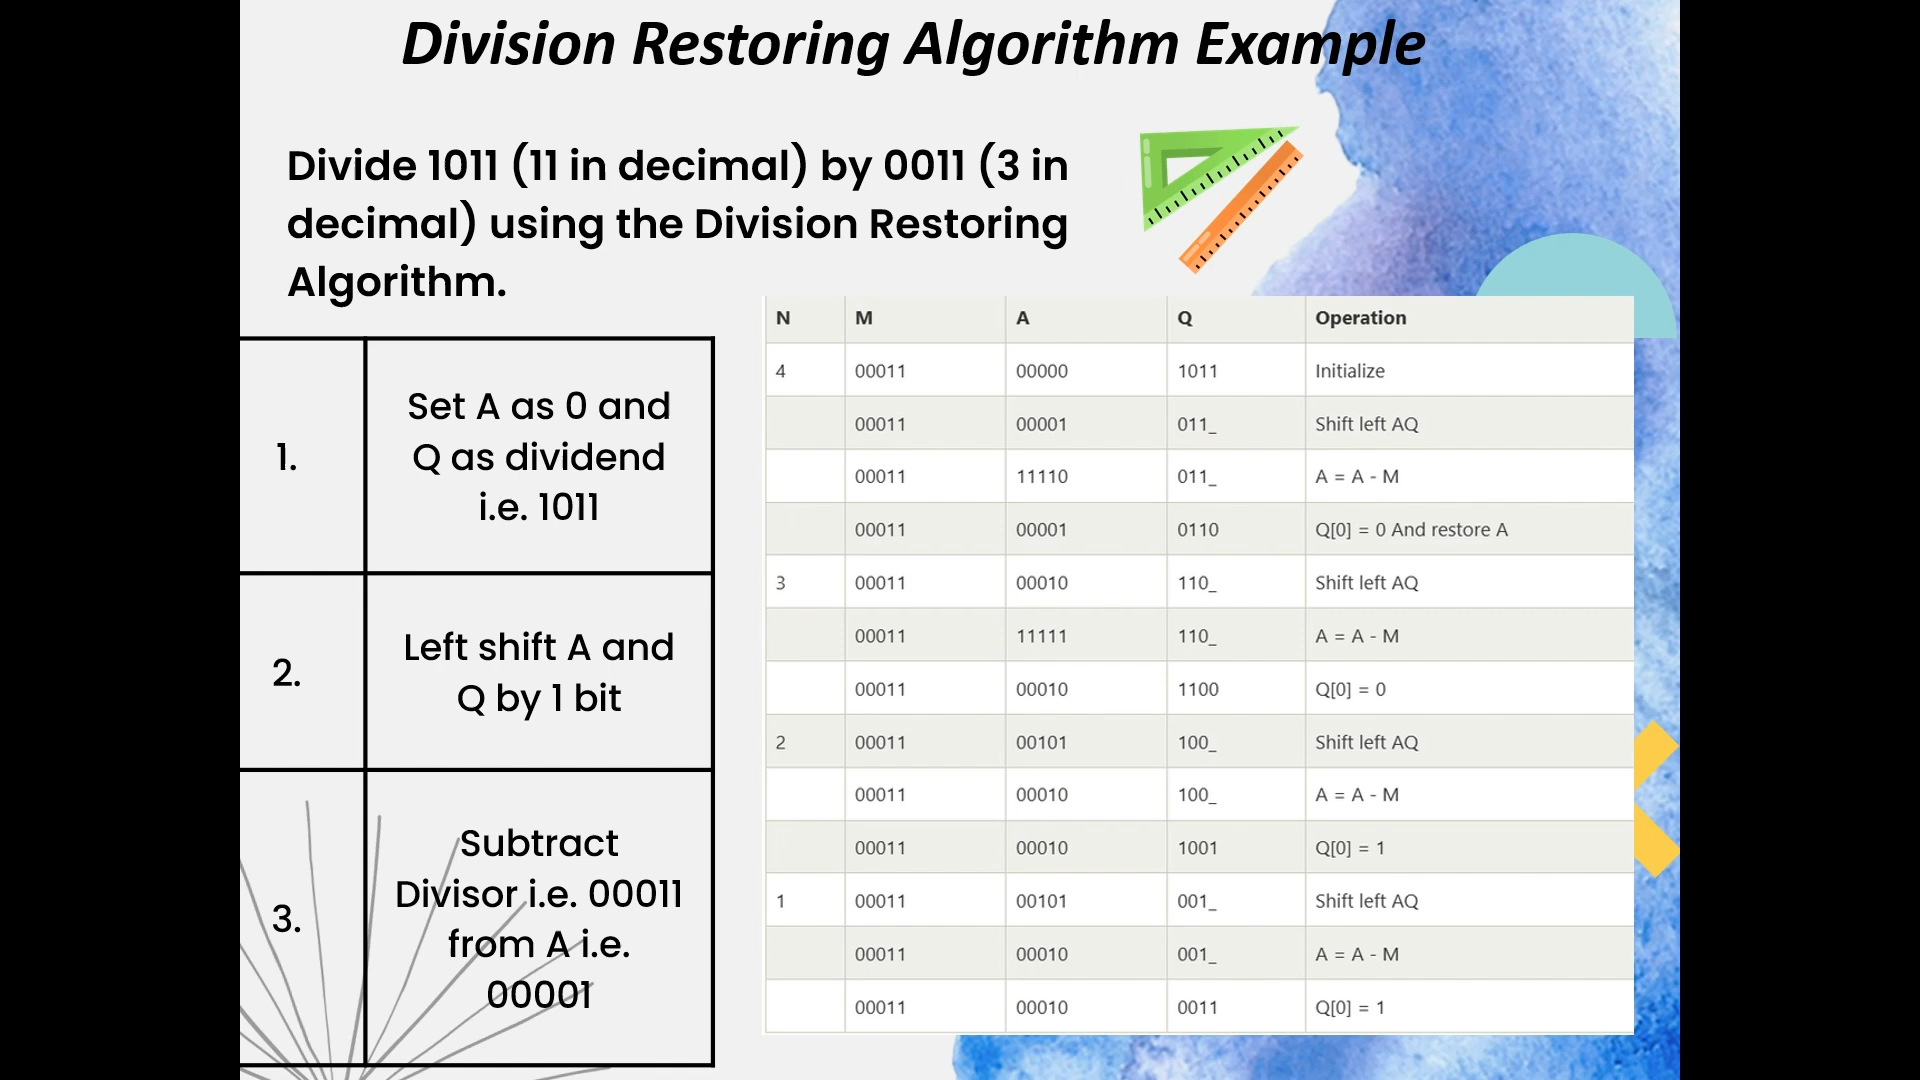 Division Restoring Algorithm Example
Divide 1011 (11 in decimal) by 0011 (3 in
decimal) using the Division Restoring
Algorithm.
1.
Set A as 0 and
Q as dividend
i.e. 1011
2.
Left shift A and
Q by 1 bit
3.
Subtract
Divisor i.e. 00011
from A i.e.
00001
N M A Q Operation
4 00011 00000 1011 Initialize
00011 00001 011_ Shift left AQ
00011 11110 011_ A = A - M
00011 00001 0110 Q[0] = 0 And restore A
3 00011 00010 110_ Shift left AQ
00011 11111 110_ A = A - M
00011 00010 1100 Q[0] = 0
2 00011 00101 100_ Shift left AQ
00011 00010 100_ A = A - M
00011 00010 1001 Q[0] = 1
1 00011 00101 001_ Shift left AQ
00011 00010 001_ A = A - M
00011 00010 0011 Q[0] = 1